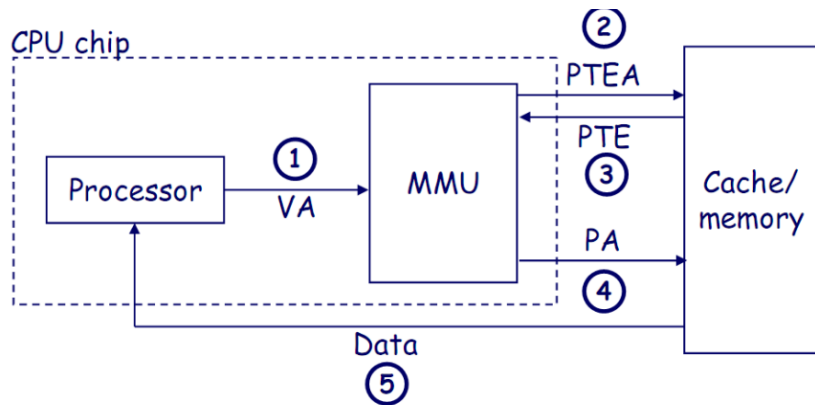 2
CPU chip
PTEA
1
PTE
Processor
MMU
3
Cache/
memory
VA
PA
4
Data
5